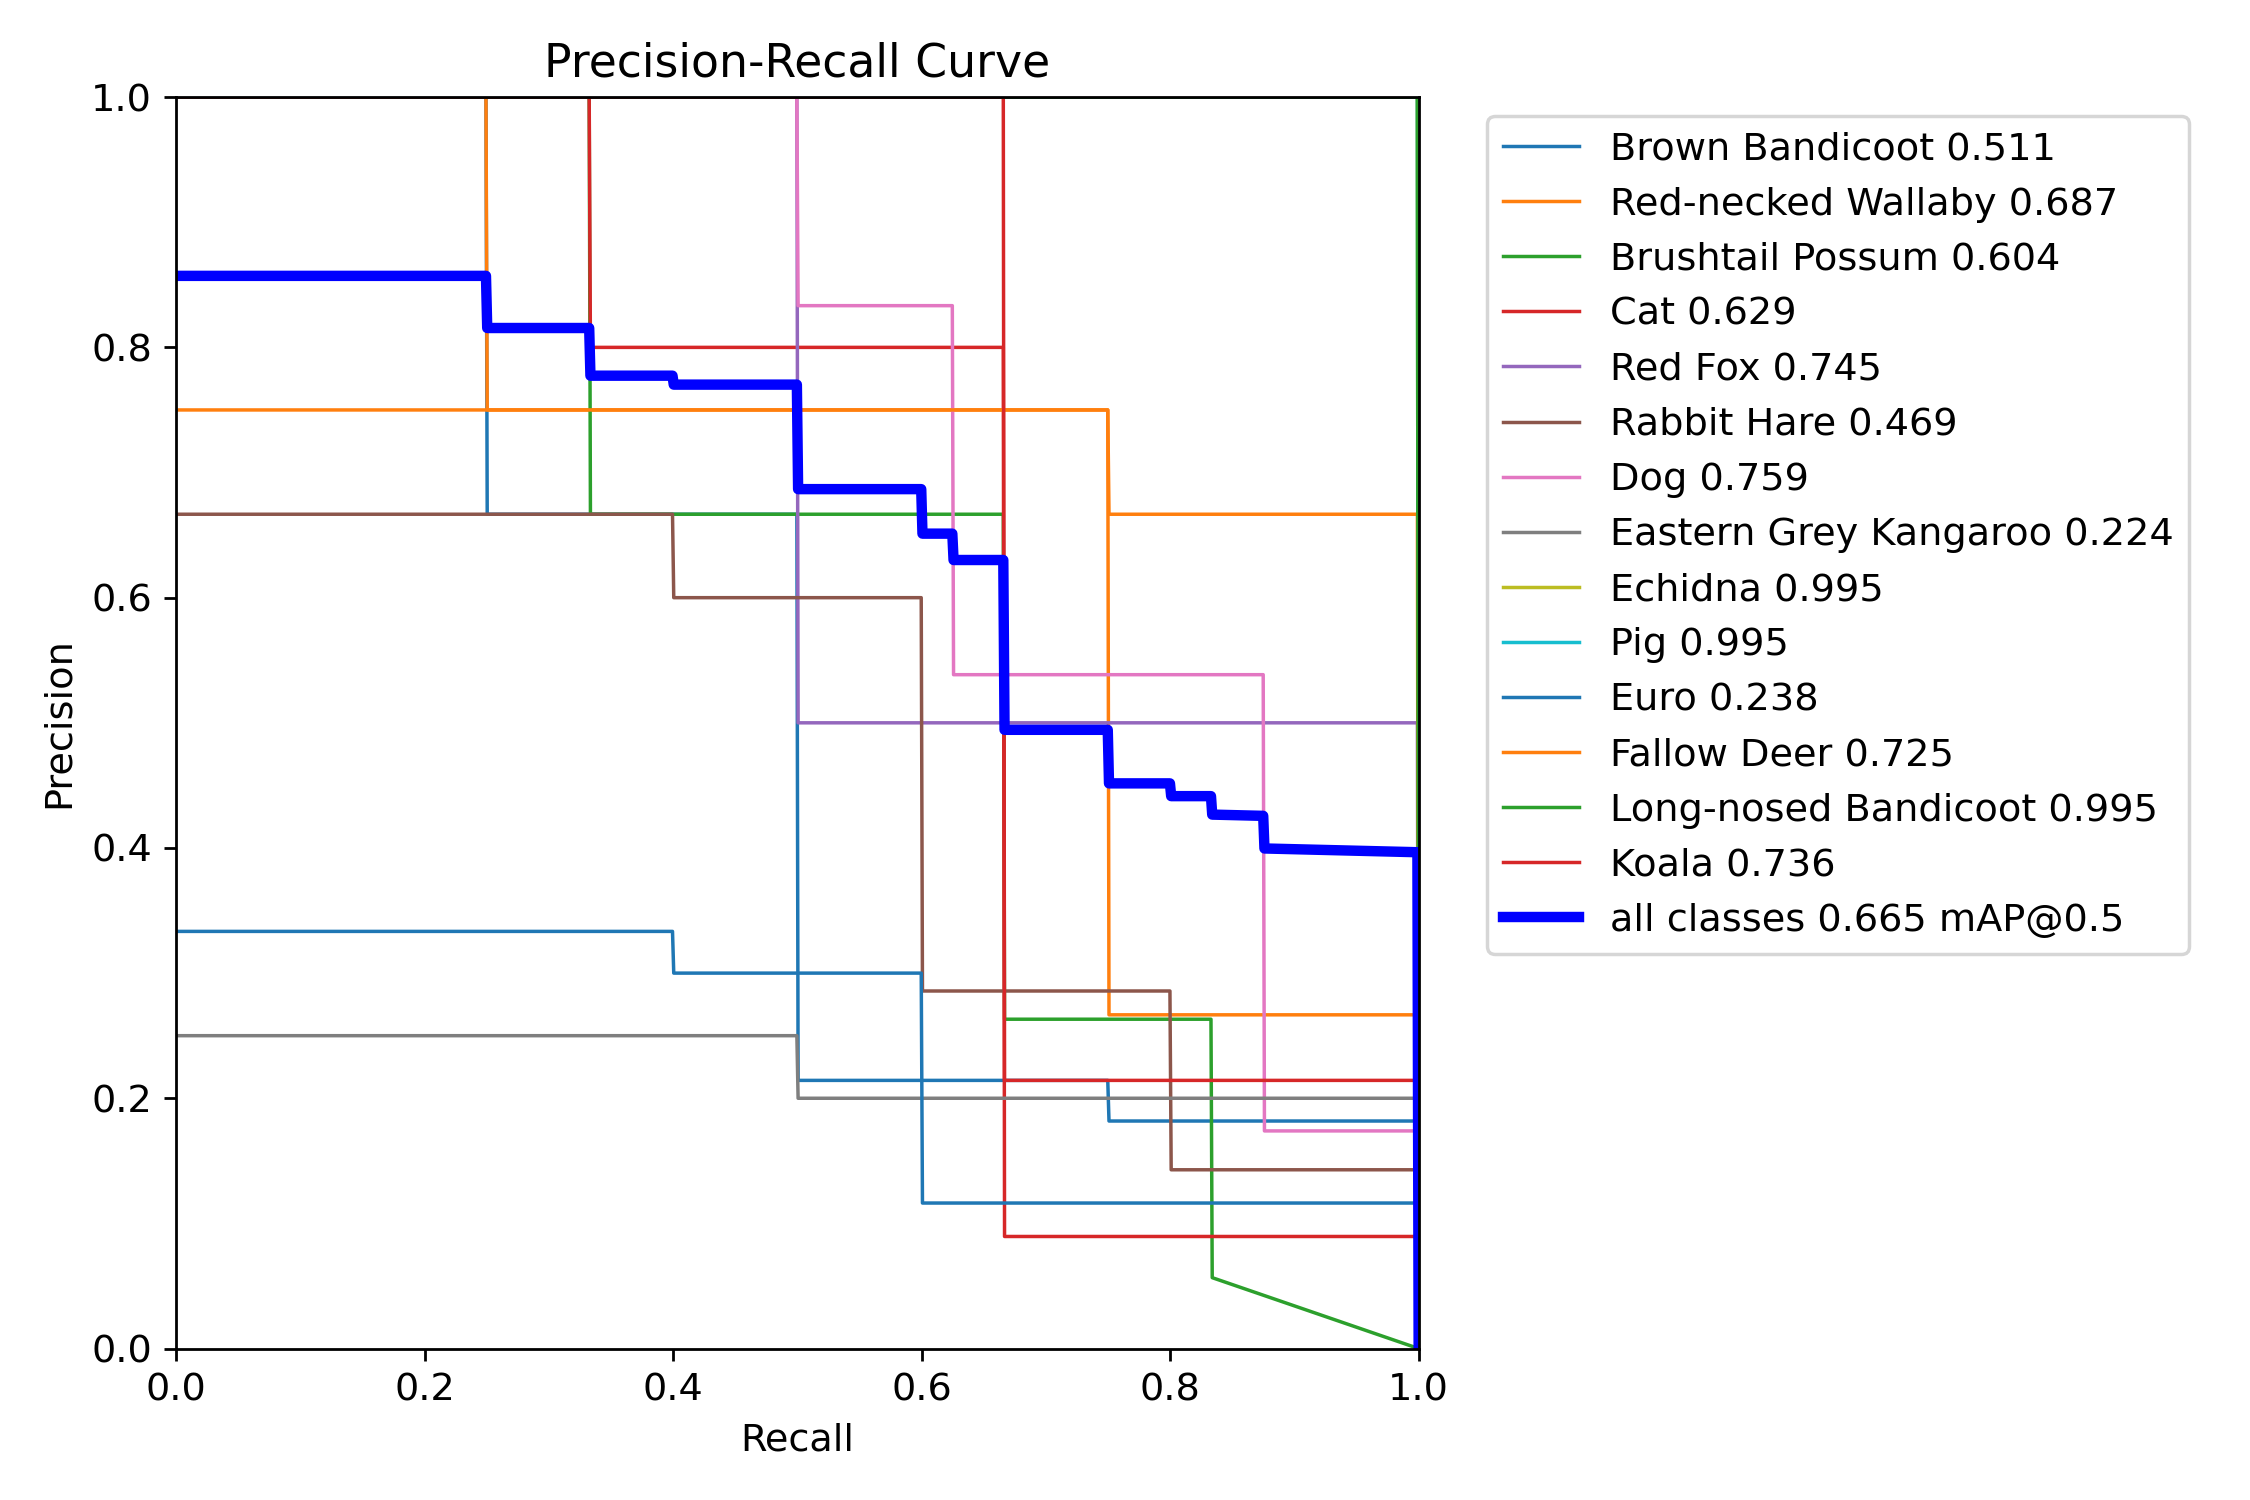 Precision-Recall Curve
1.0
0.8
0.6
0.4
0.2
0.0
Precision
0.0 0.2 0.4 0.6 0.8 1.0
Recall
Brown Bandicoot 0.511
Red-necked Wallaby 0.687
Brushtail Possum 0.604
Cat 0.629
Red Fox 0.745
Rabbit Hare 0.469
Dog 0.759
Eastern Grey Kangaroo 0.224
Echidna 0.995
Pig 0.995
Euro 0.238
Fallow Deer 0.725
Long-nosed Bandicoot 0.995
Koala 0.736
all classes 0.665 mAP@0.5